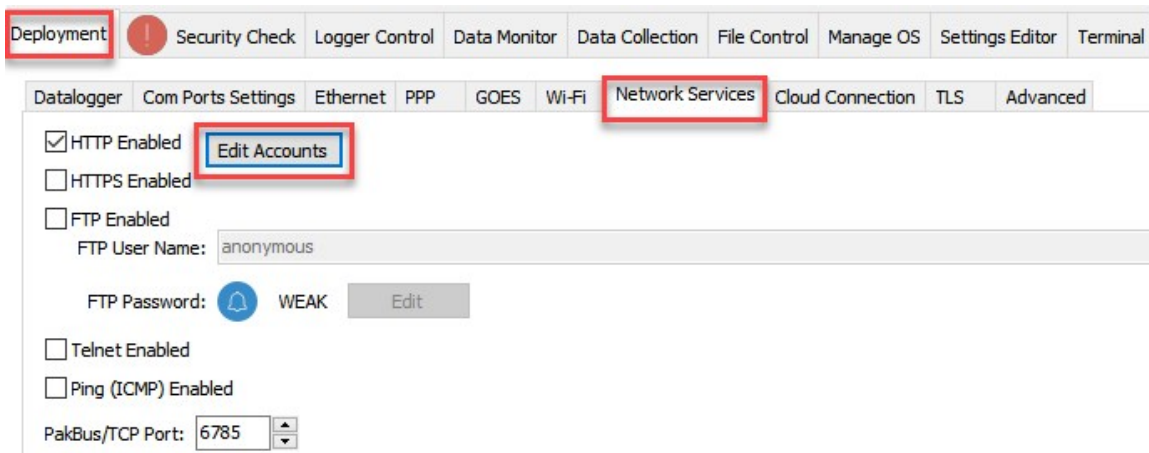 Deployment Security Check Logger Control Data Monitor Data Collection File Control Manage OS Settings Editor Terminal
Datalogger Com Ports Settings Ethernet PPP GOES Wi-Fi Network Services Cloud Connection TLS Advanced
HTTP Enabled Edit Accounts
HTTPS Enabled
FTP Enabled
FTP User Name: anonymous
FTP Password: WEAK Edit
Telnet Enabled
Ping (ICMP) Enabled
PakBus/TCP Port: 6785